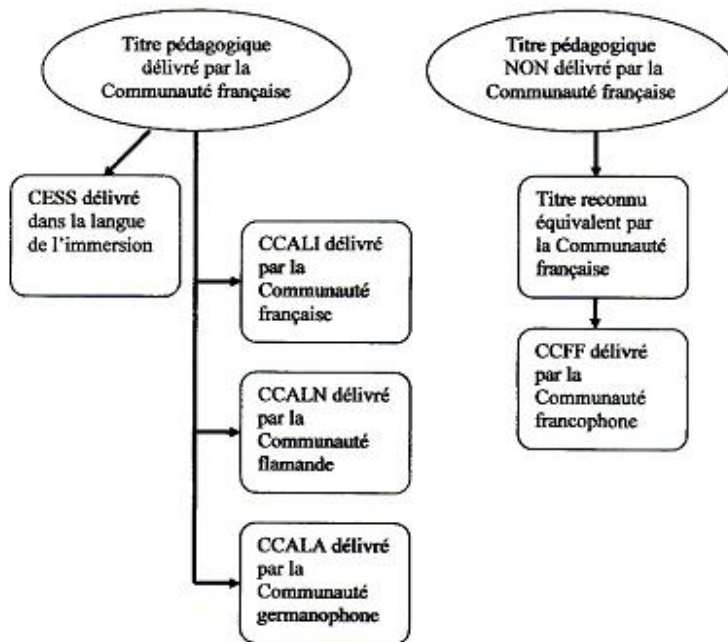 Titre pédagogique
délivré par la
Communauté française
Titre pédagogique
NON délivré par la
Communauté française
CESS délivré
dans la langue
de l'immersion
Titre reconnu
équivalent par
la Communauté
française
CCALI délivré
par la
Communauté
française
CCFF délivré
par la
Communauté
francophone
CCALN délivré
par la
Communauté
flamande
CCALA délivré
par la
Communauté
germanophone